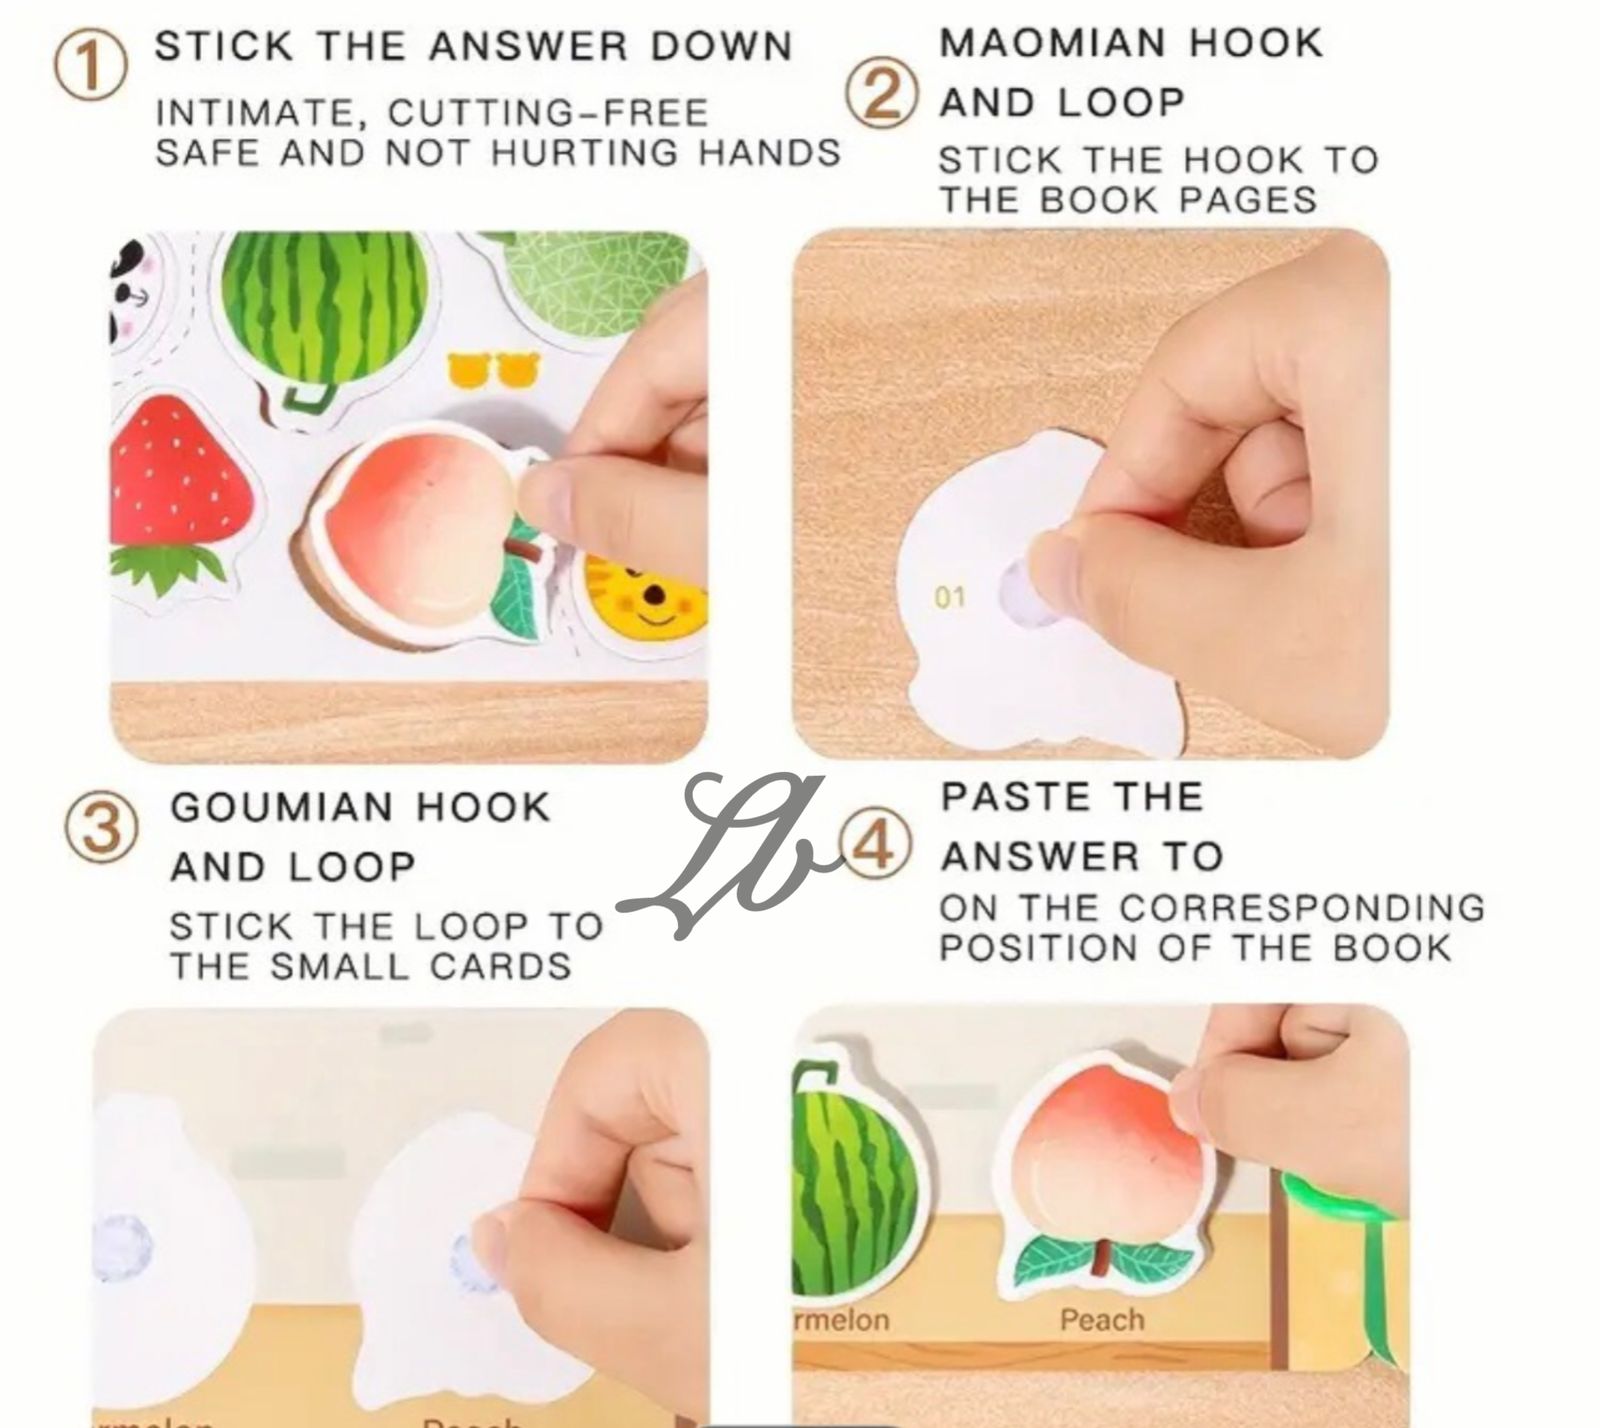 1 STICK THE ANSWER DOWN
INTIMATE, CUTTING-FREE
SAFE AND NOT HURTING HANDS
2 MAOMIAN HOOK
AND LOOP
STICK THE HOOK TO
THE BOOK PAGES
01
3 GOUMIAN HOOK
AND LOOP
STICK THE LOOP TO
THE SMALL CARDS
Lb
4 PASTE THE
ANSWER TO
ON THE CORRESPONDING
POSITION OF THE BOOK
rmelon Peach